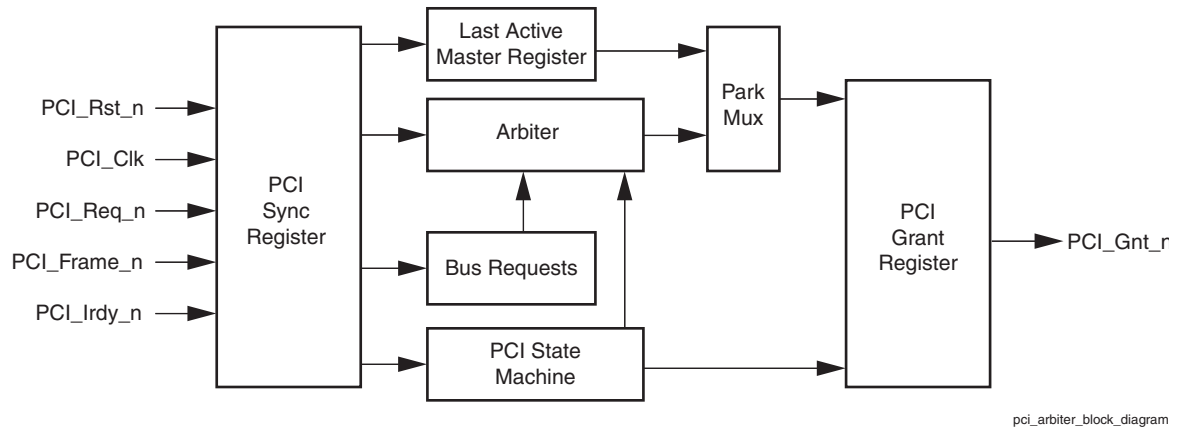 PCI_Rst_n
PCI_Clk
PCI_Req_n
PCI_Frame_n
PCI_Irdy_n
PCI
Sync
Register
Last Active
Master Register
Arbiter
Bus Requests
PCI State
Machine
Park
Mux
PCI
Grant
Register
PCI_Gnt_n
pci_arbiter_block_diagram